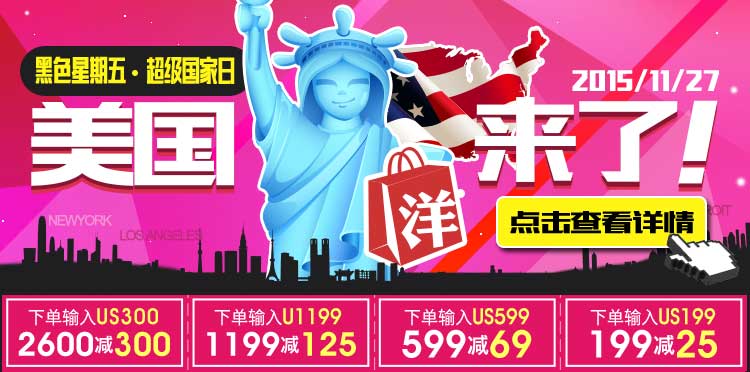 黑色星期五·超级国家日
2015/11/27
美国来了!
洋
NEWYORK
LOS ANGELES
点击查看详情
下单输入US300
2600减300
下单输入U1199
1199减125
下单输入US599
599减69
下单输入US199
199减25